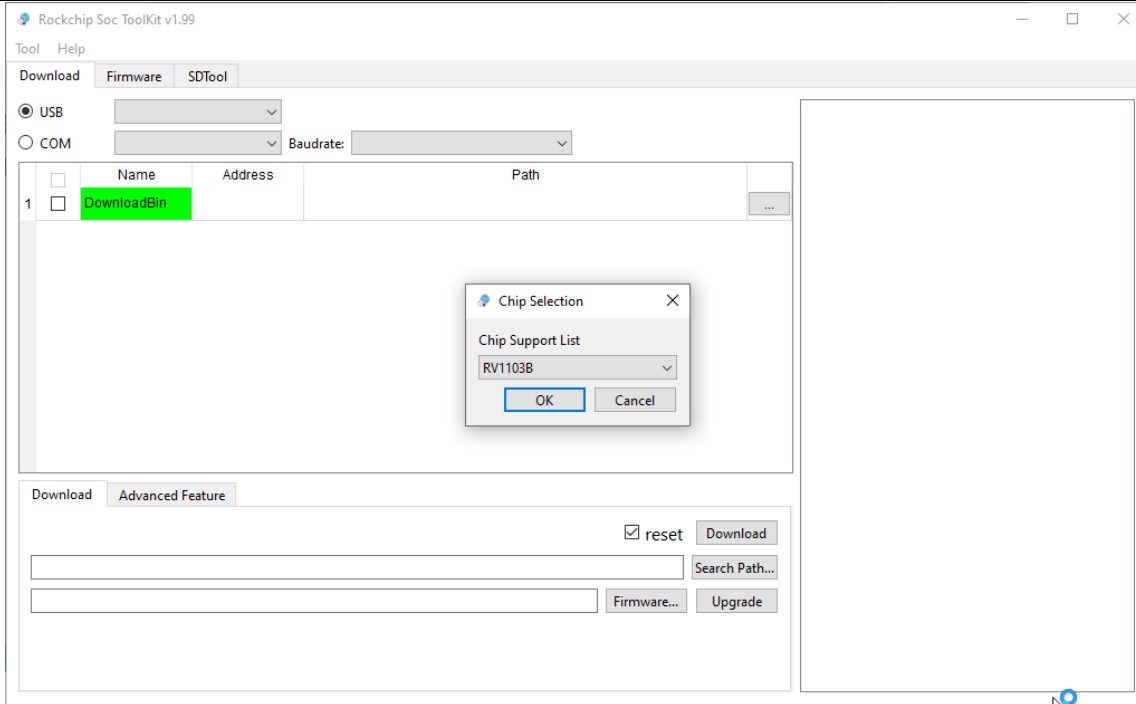 Rockchip Soc ToolKit v1.99
Tool Help
Download Firmware SDTool
USB
COM Baudrate:
Name Address Path
1 DownloadBin ...
Chip Selection
Chip Support List
RV1103B
OK Cancel
Download Advanced Feature
reset Download
Search Path...
Firmware... Upgrade